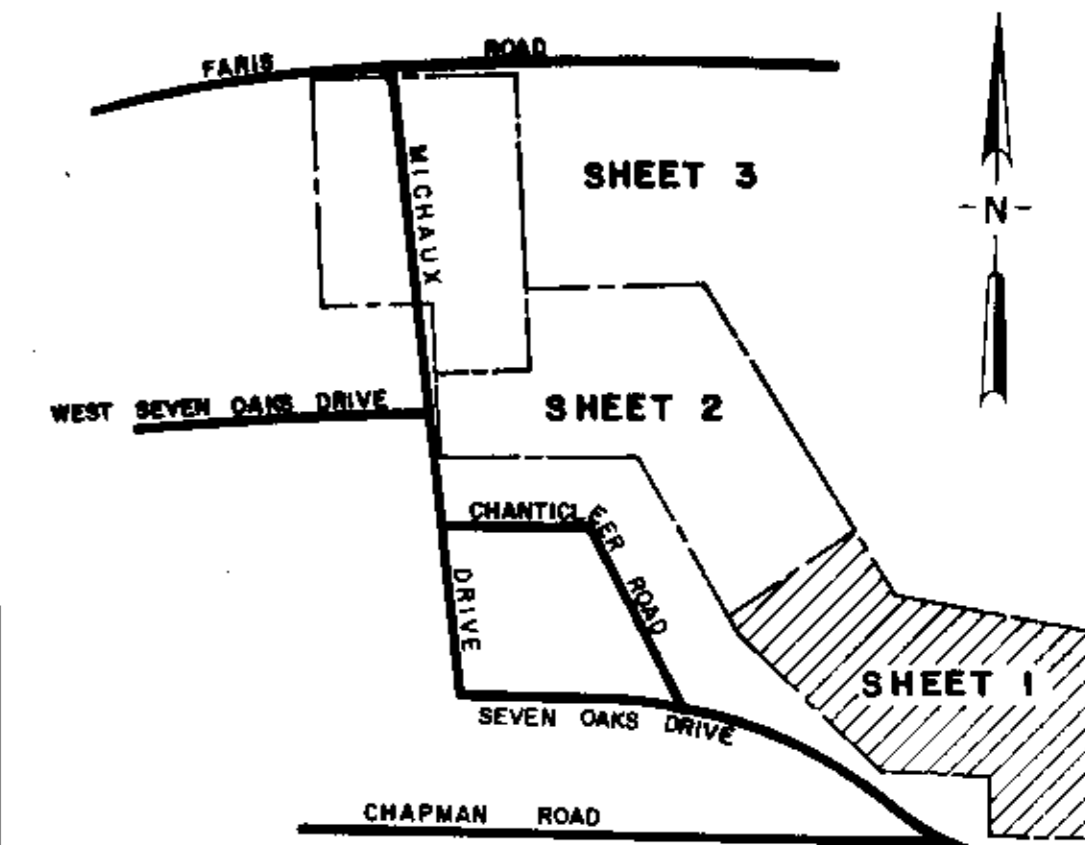 FARIS ROAD
MICHAUX DRIVE
SHEET 3
-N-
WEST SEVEN OAKS DRIVE
SHEET 2
CHANTICLEER ROAD
SHEET 1
SEVEN OAKS DRIVE
CHAPMAN ROAD